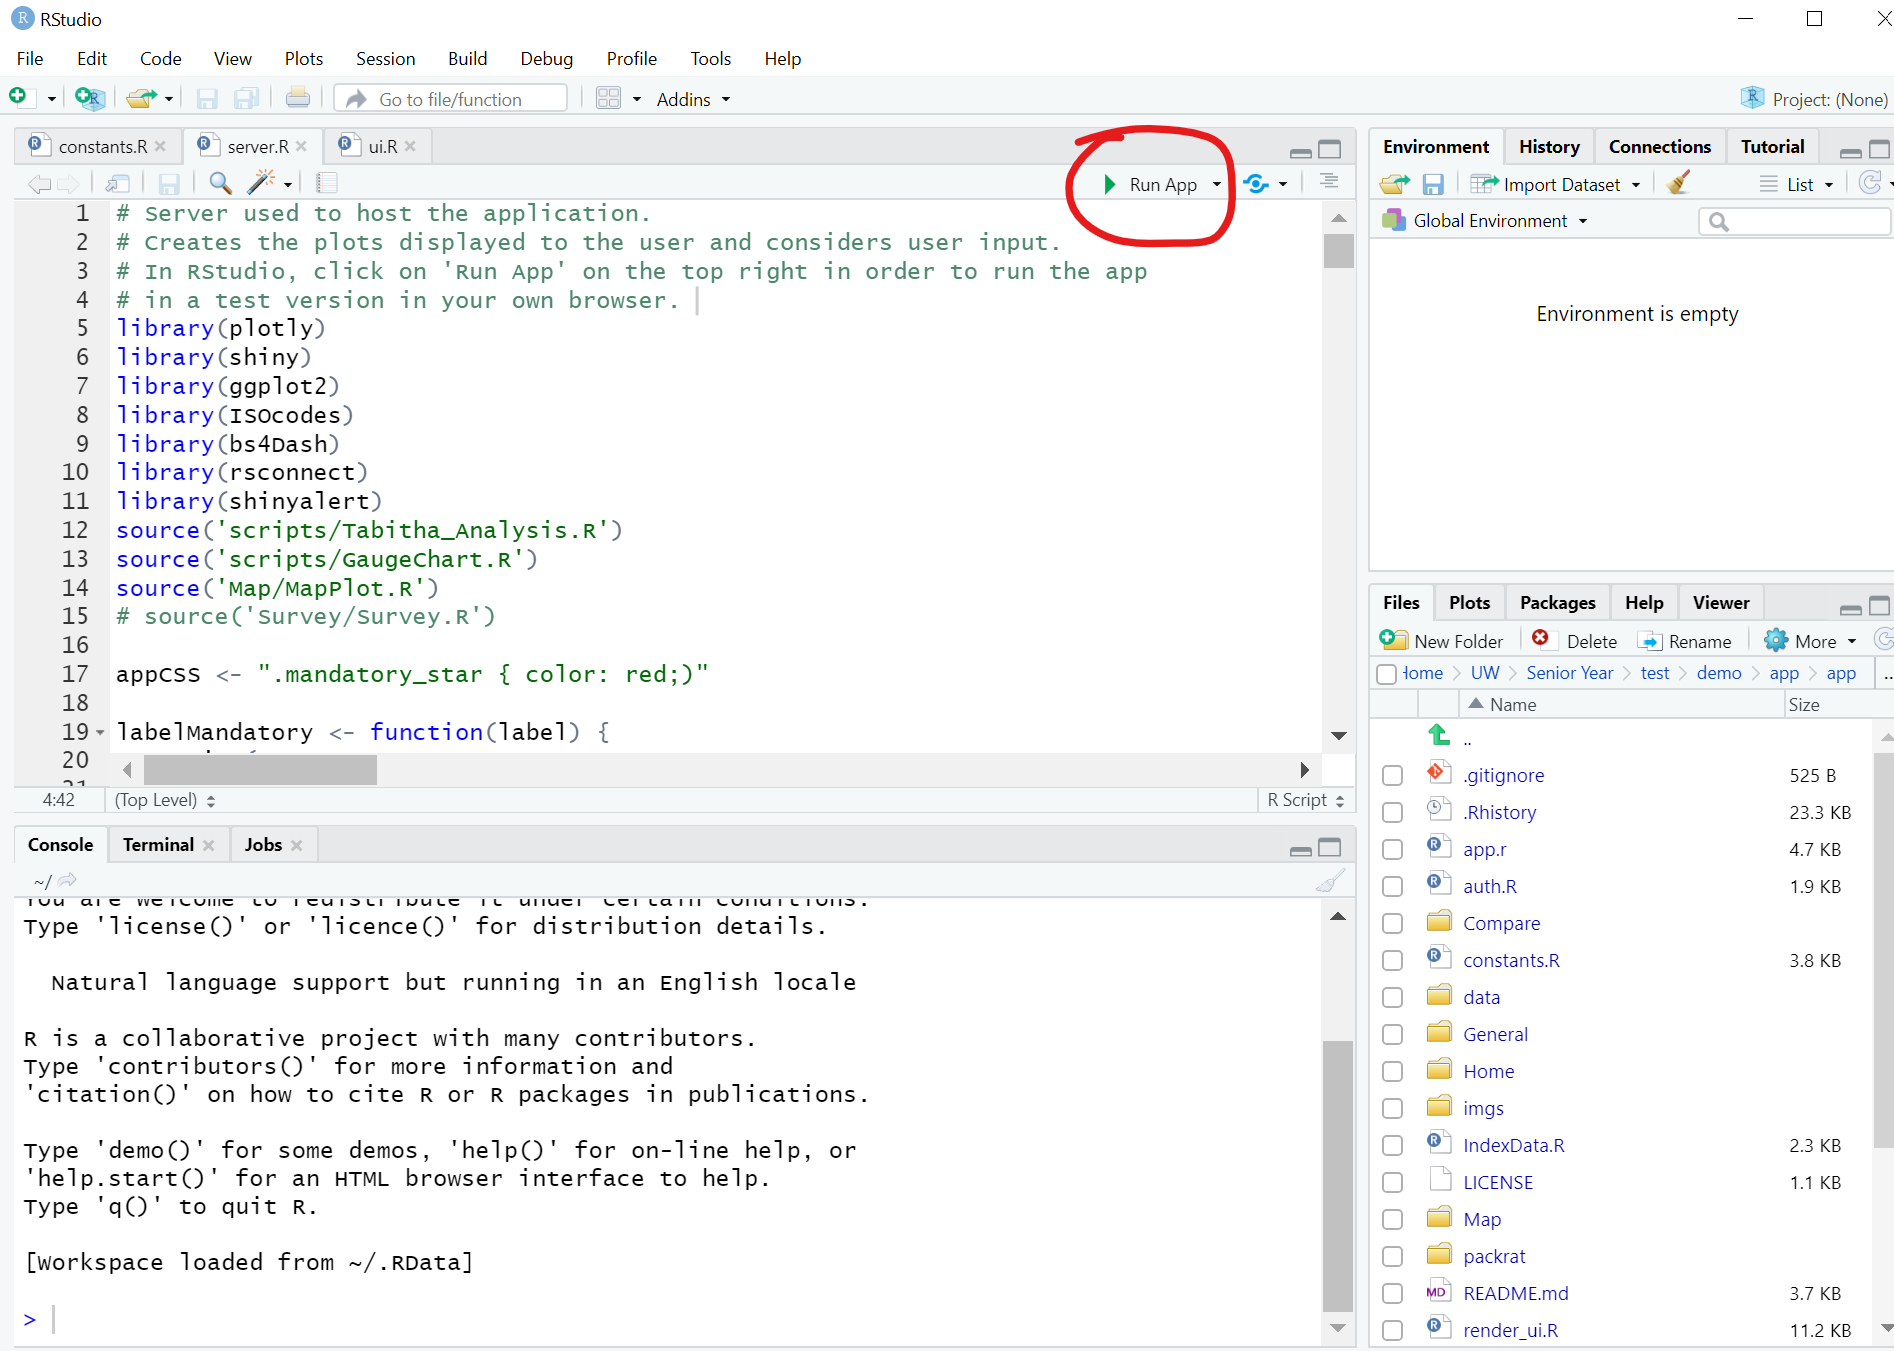 RStudio
File Edit Code View Plots Session Build Debug Profile Tools Help
Go to file/function Addins Project: (None)
constants.R server.R ui.R
Run App
1 # Server used to host the application.
2 # Creates the plots displayed to the user and considers user input.
3 # In RStudio, click on 'Run App' on the top right in order to run the app
4 # in a test version in your own browser.
5 library(plotly)
6 library(shiny)
7 library(ggplot2)
8 library(ISOcodes)
9 library(bs4Dash)
10 library(rsconnect)
11 library(shinyalert)
12 source('scripts/Tabitha_Analysis.R')
13 source('scripts/GaugeChart.R')
14 source('Map/MapPlot.R')
15 # source('Survey/Survey.R')
16
17 appCSS <- ".mandatory_star { color: red;)"
18
19 labelMandatory <- function(label) {
20
21
4:42 (Top Level) R Script
Console Terminal Jobs
~/
You are welcome to redistribute it under certain conditions.
Type 'license()' or 'licence()' for distribution details.
Natural language support but running in an English locale
R is a collaborative project with many contributors.
Type 'contributors()' for more information and
'citation()' on how to cite R or R packages in publications.
Type 'demo()' for some demos, 'help()' for on-line help, or
'help.start()' for an HTML browser interface to help.
Type 'q()' to quit R.
[Workspace loaded from ~/.RData]
>
Environment History Connections Tutorial
Import Dataset List
Global Environment
Environment is empty
Files Plots Packages Help Viewer
New Folder Delete Rename More
Home UW Senior Year test demo app app ..
Name Size
..
.gitignore 525 B
.Rhistory 23.3 KB
app.r 4.7 KB
auth.R 1.9 KB
Compare
constants.R 3.8 KB
data
General
Home
imgs
IndexData.R 2.3 KB
LICENSE 1.1 KB
Map
packrat
README.md 3.7 KB
render_ui.R 11.2 KB